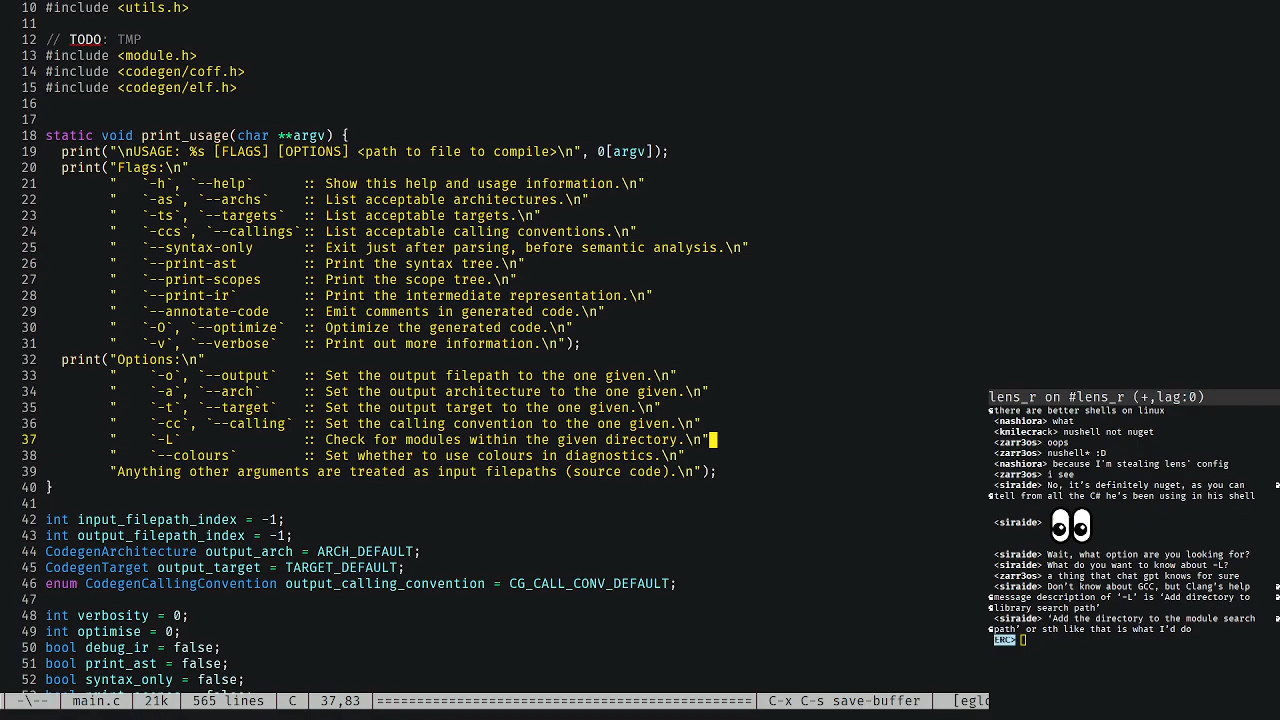 10 #include <utils.h>
11
12 // TODO: TMP
13 #include <module.h>
14 #include <codegen/coff.h>
15 #include <codegen/elf.h>
16
17
18 static void print_usage(char **argv) {
19   print("\nUSAGE: %s [FLAGS] [OPTIONS] <path to file to compile>\n", 0[argv]);
20   print("Flags:\n"
21         "   `-h`, `--help`       :: Show this help and usage information.\n"
22         "   `-as`, `--archs`     :: List acceptable architectures.\n"
23         "   `-ts`, `--targets`   :: List acceptable targets.\n"
24         "   `-ccs`, `--callings` :: List acceptable calling conventions.\n"
25         "   `--syntax-only       :: Exit just after parsing, before semantic analysis.\n"
26         "   `--print-ast         :: Print the syntax tree.\n"
27         "   `--print-scopes      :: Print the scope tree.\n"
28         "   `--print-ir`         :: Print the intermediate representation.\n"
29         "   `--annotate-code     :: Emit comments in generated code.\n"
30         "   `-O`, `--optimize`   :: Optimize the generated code.\n"
31         "   `-v`, `--verbose`    :: Print out more information.\n");
32   print("Options:\n"
33         "    `-o`, `--output`    :: Set the output filepath to the one given.\n"
34         "    `-a`, `--arch       :: Set the output architecture to the one given.\n"
35         "    `-t`, `--target`    :: Set the output target to the one given.\n"
36         "    `-cc`, `--calling`  :: Set the calling convention to the one given.\n"
37         "    `-L`                :: Check for modules within the given directory.\n"
38         "    `--colours`         :: Set whether to use colours in diagnostics.\n"
39         "Anything other arguments are treated as input filepaths (source code).\n");
40 }
41
42 int input_filepath_index = -1;
43 int output_filepath_index = -1;
44 CodegenArchitecture output_arch = ARCH_DEFAULT;
45 CodegenTarget output_target = TARGET_DEFAULT;
46 enum CodegenCallingConvention output_calling_convention = CG_CALL_CONV_DEFAULT;
47
48 int verbosity = 0;
49 int optimise = 0;
50 bool debug_ir = false;
51 bool print_ast = false;
52 bool syntax_only = false;
-\-- main.c 21k 565 lines C 37,83 C-x C-s save-buffer
lens_r on #lens_r (+,lag:0)
there are better shells on linux
<nashiora> what
<knilecrack> nushell not nuget
<zarr3os> oops
<zarr3os> nushell* :D
<nashiora> because I'm stealing lens' config
<zarr3os> i see
<siraide> No, it's definitely nuget, as you can
tell from all the C# he's been using in his shell
<siraide>
<siraide> Wait, what option are you looking for?
<siraide> What do you want to know about -L?
<zarr3os> a thing that chat gpt knows for sure
<siraide> Don't know about GCC, but Clang's help
message description of ‘-L’ is ‘Add directory to
library search path’
<siraide> ‘Add the directory to the module search
path’ or sth like that is what I'd do
ERC>